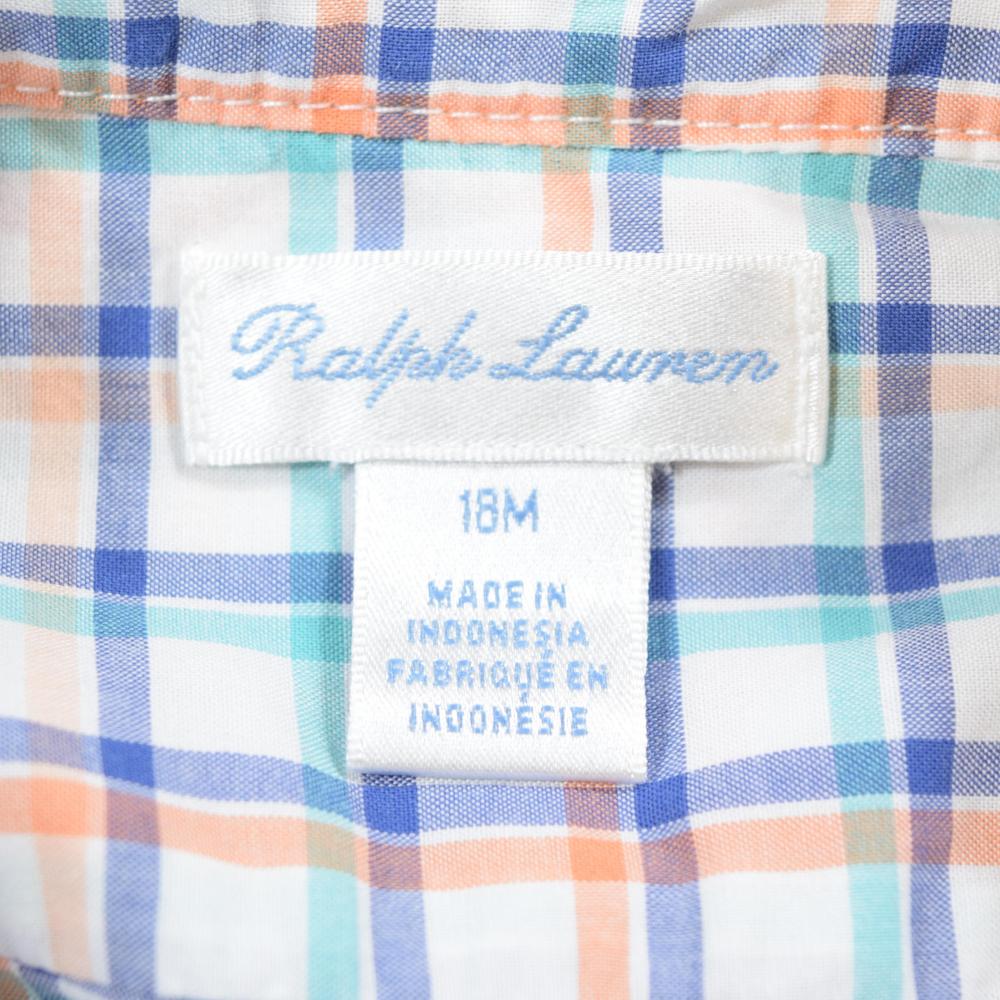 Ralph Lauren
18M
MADE IN
INDONESIA
FABRIQUÉ EN
INDONÉSIE